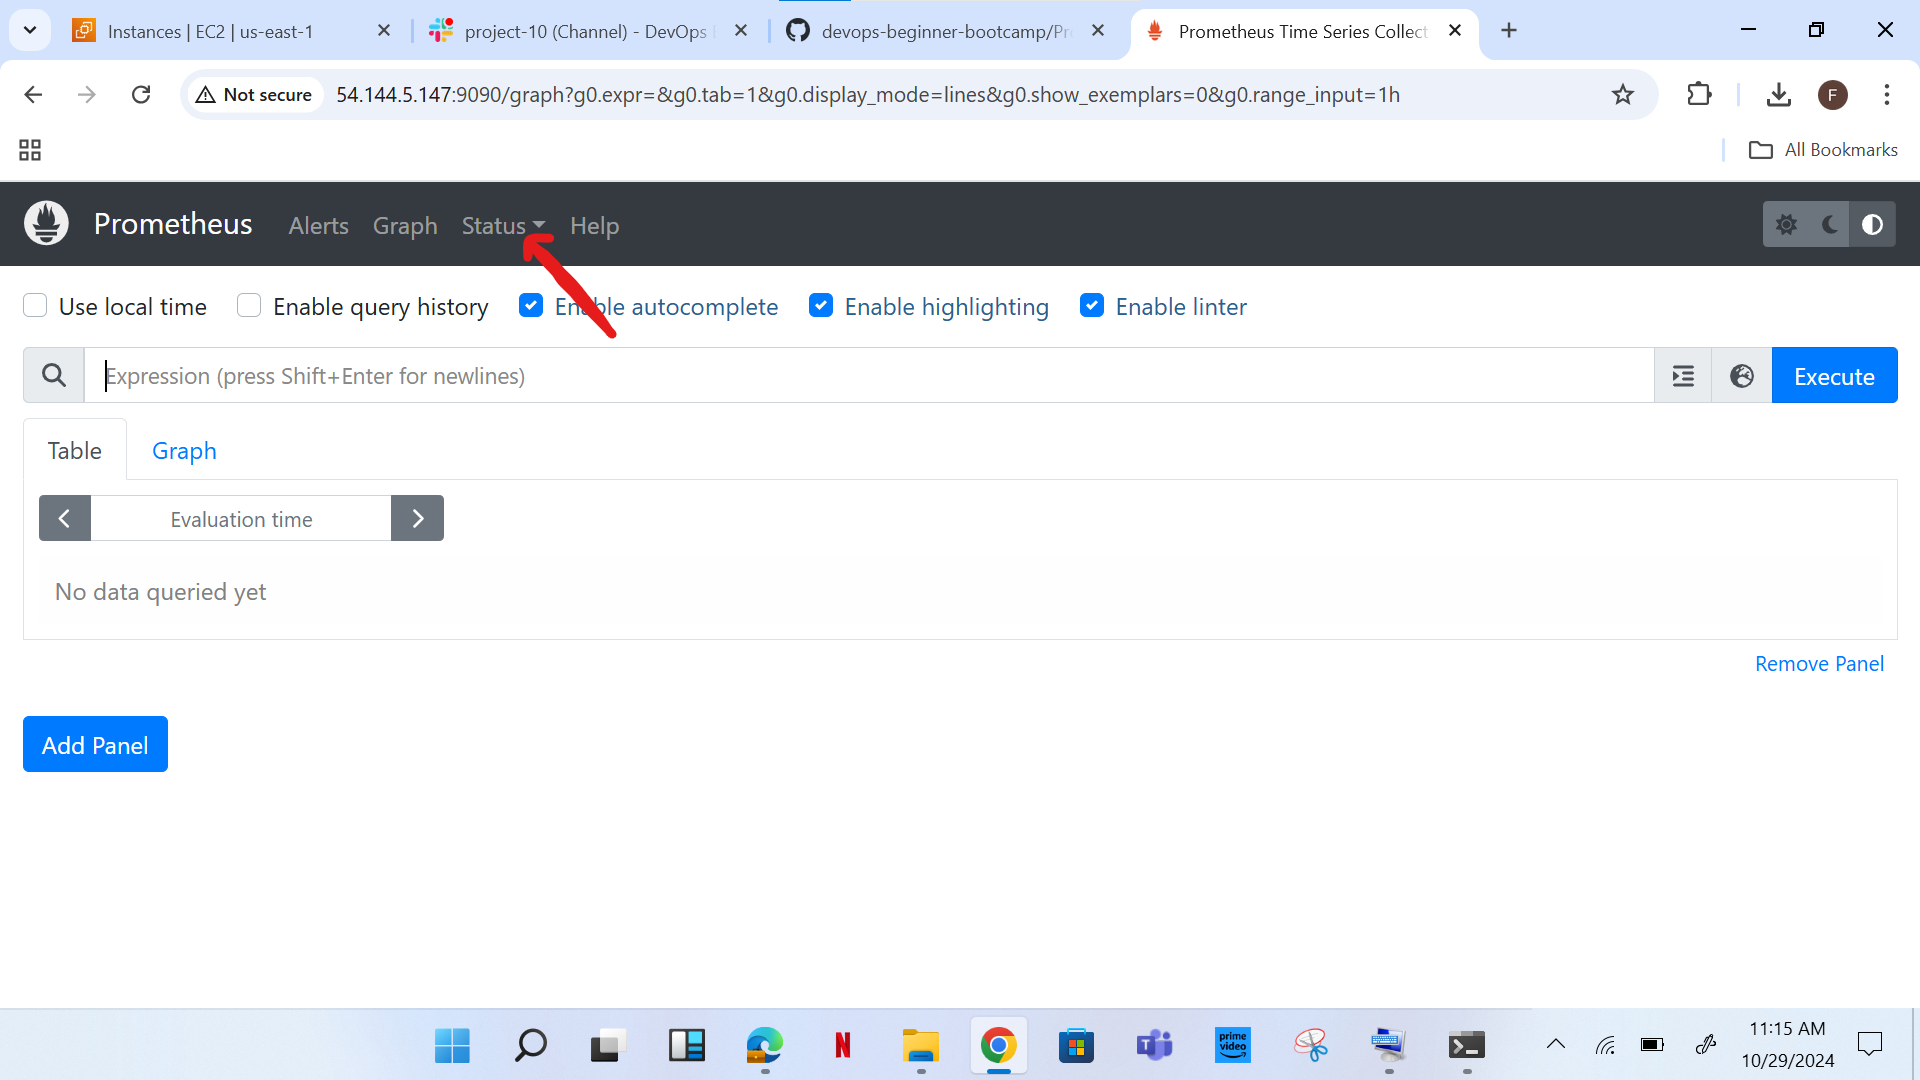 Instances | EC2 | us-east-1
project-10 (Channel) - DevOps
devops-beginner-bootcamp/Pr
Prometheus Time Series Collect
Not secure
54.144.5.147:9090/graph?g0.expr=&g0.tab=1&g0.display_mode=lines&g0.show_exemplars=0&g0.range_input=1h
F
All Bookmarks
Prometheus
Alerts
Graph
Status
Help
Use local time
Enable query history
Enable autocomplete
Enable highlighting
Enable linter
Expression (press Shift+Enter for newlines)
Execute
Table
Graph
Evaluation time
No data queried yet
Remove Panel
Add Panel
N
T
prime
video
11:15 AM
10/29/2024